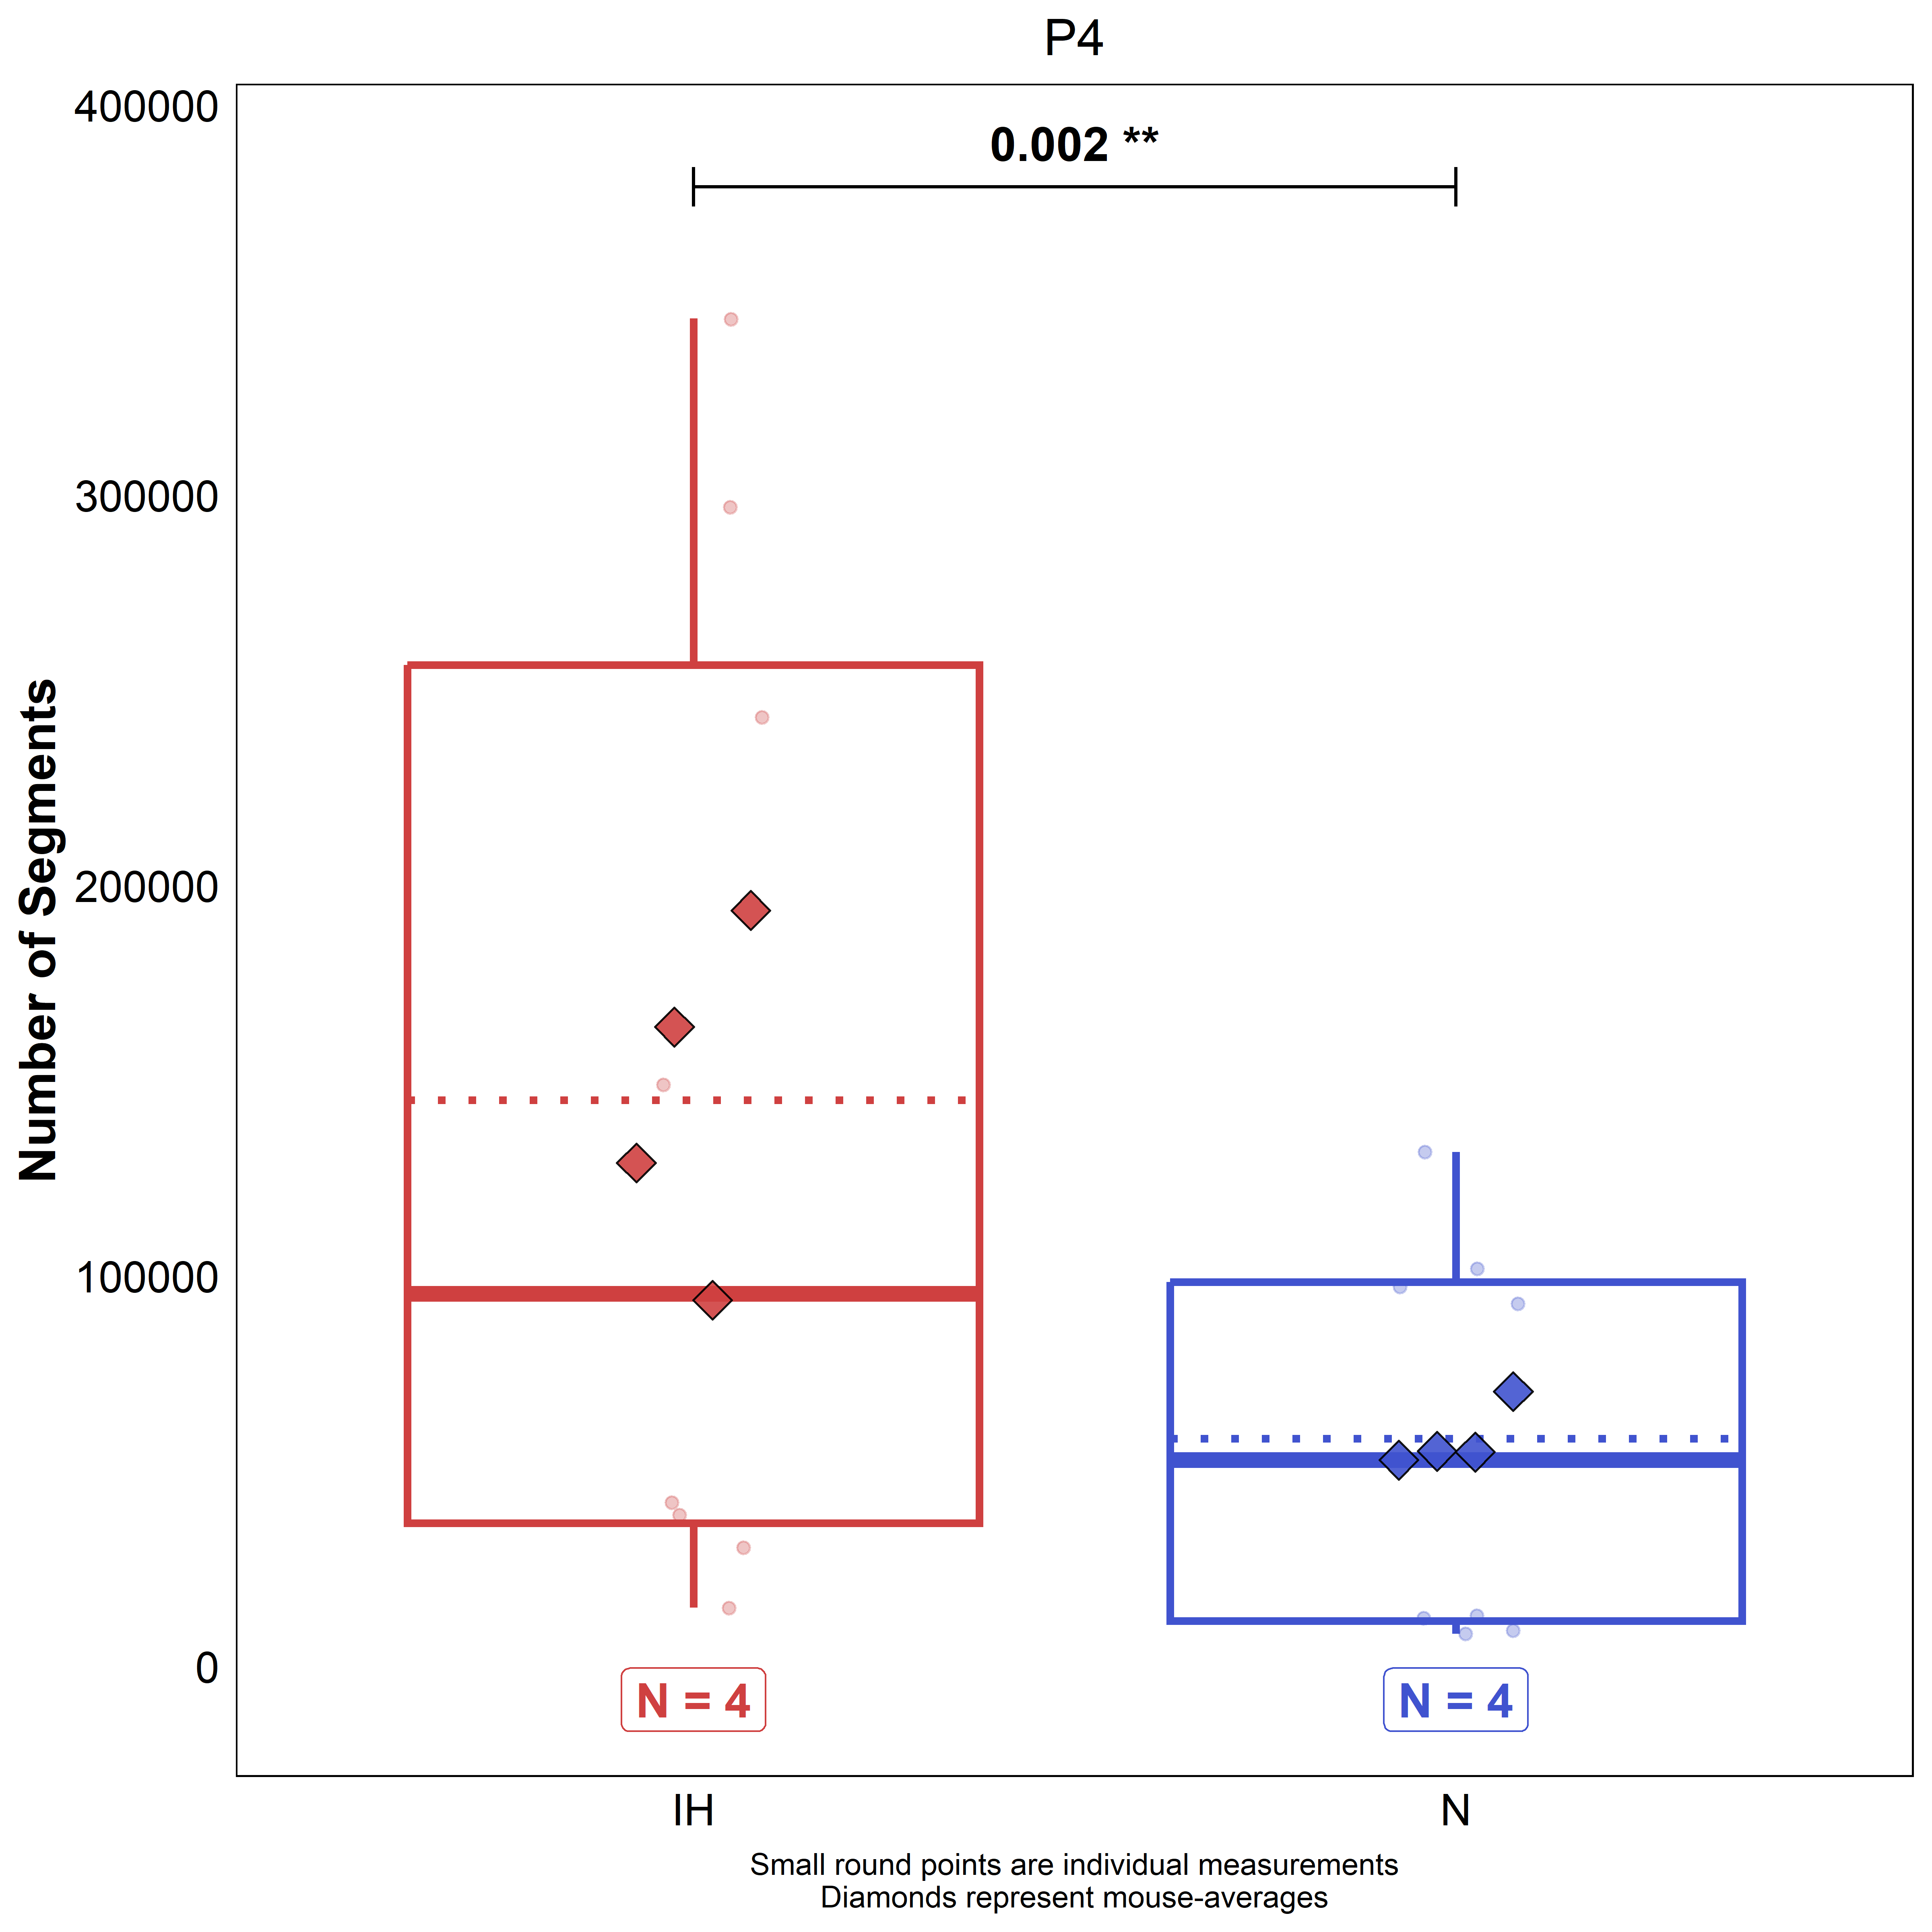 P4
400000
0.002 **
300000
200000
100000
0
Number of Segments
N = 4
N = 4
IH
N
Small round points are individual measurements
Diamonds represent mouse-averages